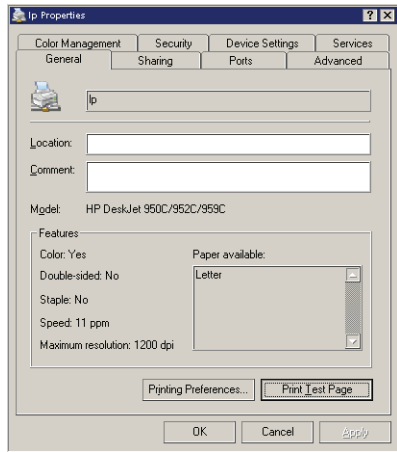 lp Properties
Color Management Security Device Settings Services
General Sharing Ports Advanced
lp
Location:
Comment:
Model: HP DeskJet 950C/952C/959C
Features
Color: Yes Paper available:
Double-sided: No Letter
Staple: No
Speed: 11 ppm
Maximum resolution: 1200 dpi
Printing Preferences... Print Test Page
OK Cancel Apply